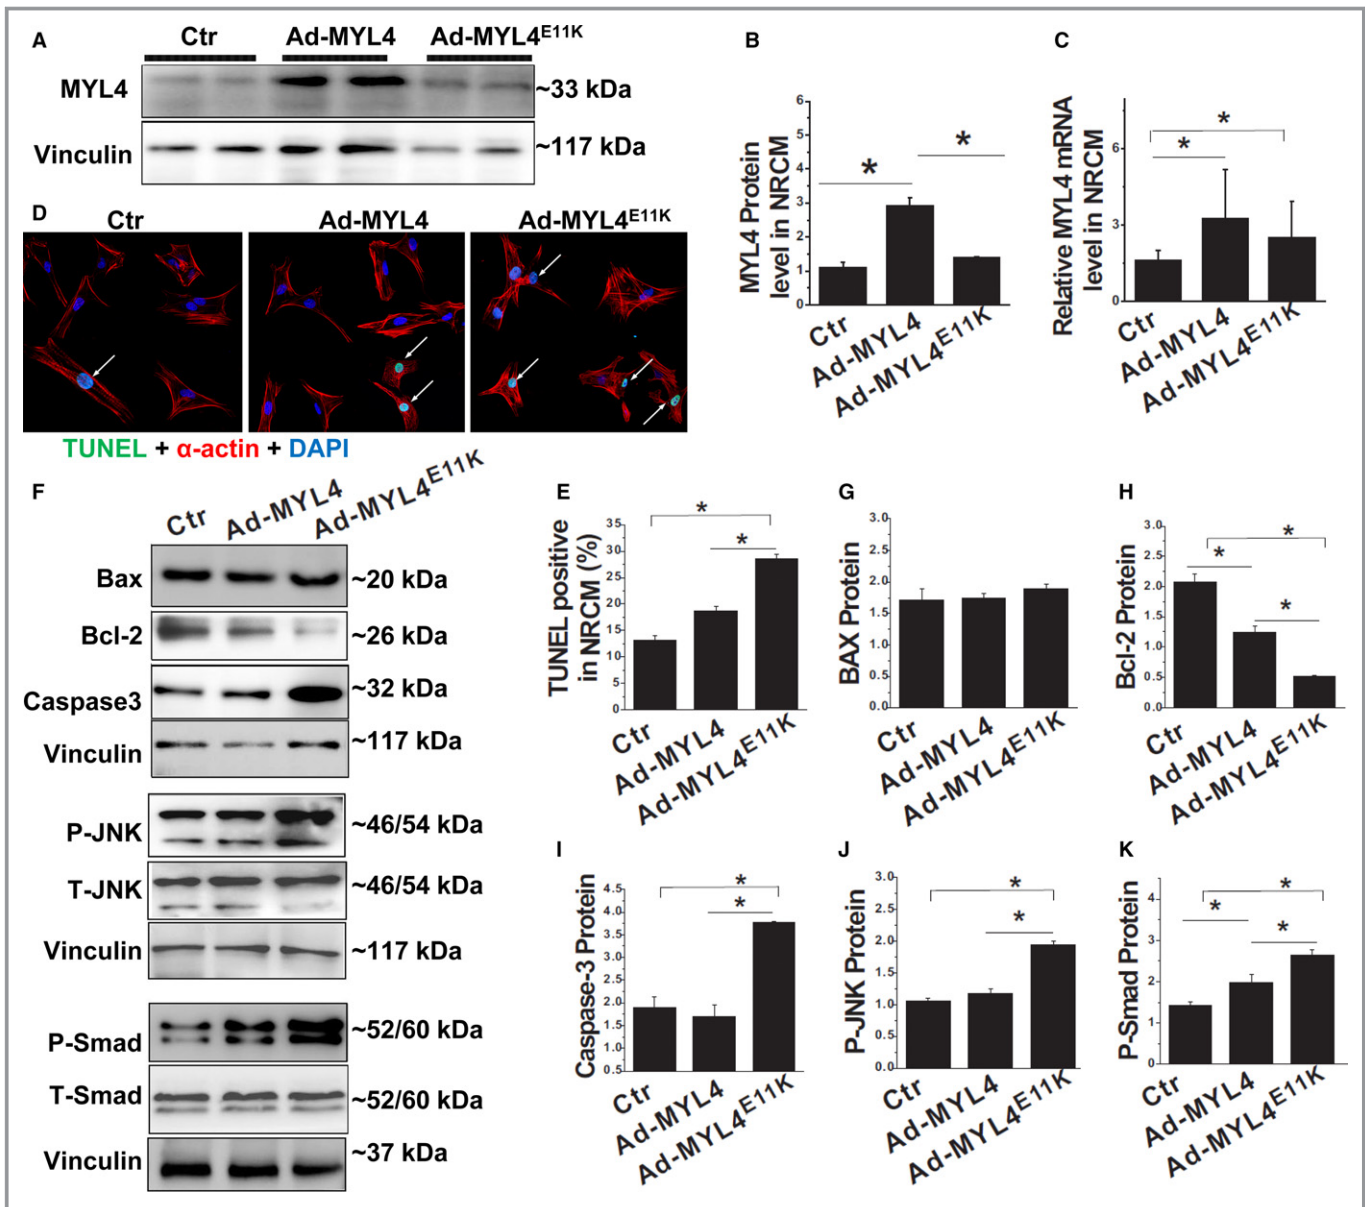 A
Ctr
Ad-MYL4
Ad-MYL4E11K
MYL4
~33 kDa
Vinculin
~117 kDa
B
MYL4 Protein
level in NRCM
6
5
4
3
2
1
0
Ctr
Ad-MYL4
Ad-MYL4E11K
*
*
C
Relative MYL4 mRNA
level in NRCM
6
3
0
Ctr
Ad-MYL4
Ad-MYL4E11K
*
*
D
Ctr
Ad-MYL4
Ad-MYL4E11K
TUNEL + α-actin + DAPI
F
Ctr
Ad-MYL4
Ad-MYL4E11K
Bax
~20 kDa
Bcl-2
~26 kDa
Caspase3
~32 kDa
Vinculin
~117 kDa
P-JNK
~46/54 kDa
T-JNK
~46/54 kDa
Vinculin
~117 kDa
P-Smad
~52/60 kDa
T-Smad
~52/60 kDa
Vinculin
~37 kDa
E
TUNEL positive
in NRCM (%)
35
30
25
20
15
10
5
0
Ctr
Ad-MYL4
Ad-MYL4E11K
*
*
G
BAX Protein
3.0
2.5
2.0
1.5
1.0
0.5
0.0
Ctr
Ad-MYL4
Ad-MYL4E11K
H
Bcl-2 Protein
3.0
2.5
2.0
1.5
1.0
0.5
0.0
Ctr
Ad-MYL4
Ad-MYL4E11K
*
*
*
I
Caspase-3 Protein
4.5
4.0
3.5
3.0
2.5
2.0
1.5
1.0
0.5
Ctr
Ad-MYL4
Ad-MYL4E11K
*
*
J
P-JNK Protein
3.0
2.5
2.0
1.5
1.0
0.5
0.0
Ctr
Ad-MYL4
Ad-MYL4E11K
*
*
K
P-Smad Protein
4
3
2
1
0
Ctr
Ad-MYL4
Ad-MYL4E11K
*
*
*